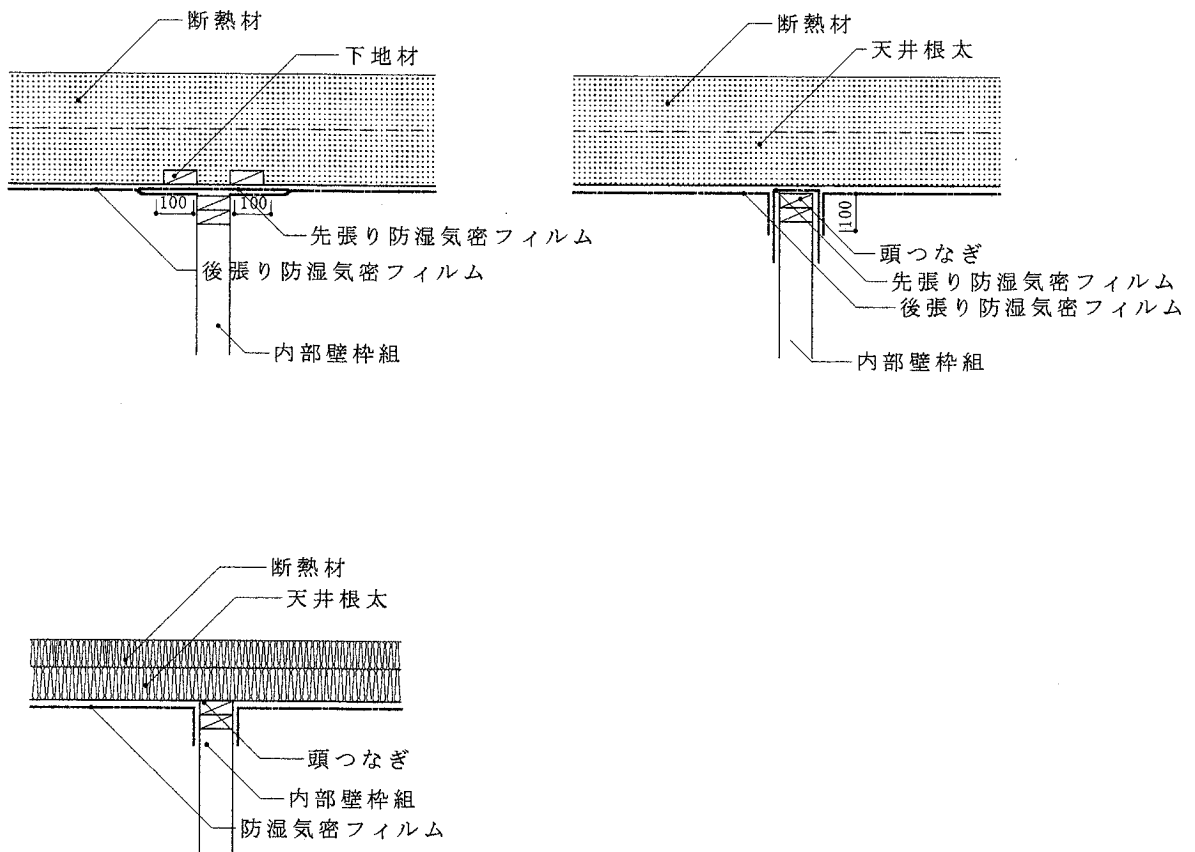 断熱材
下地材
100
100
先張り防湿気密フィルム
後張り防湿気密フィルム
内部壁枠組
断熱材
天井根太
100
頭つなぎ
先張り防湿気密フィルム
後張り防湿気密フィルム
内部壁枠組
断熱材
天井根太
頭つなぎ
内部壁枠組
防湿気密フィルム